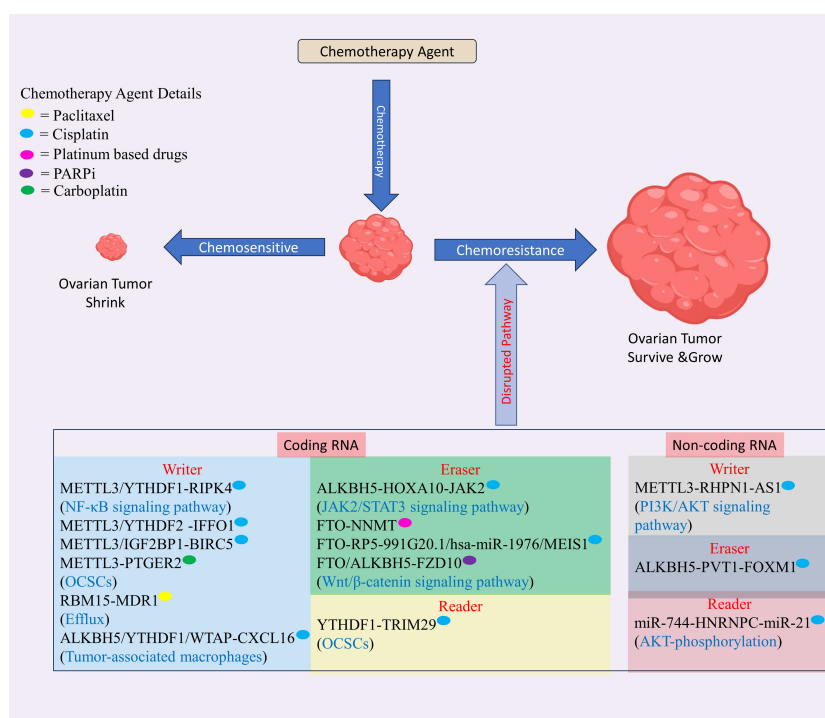 Chemotherapy Agent
Chemotherapy
Chemotherapy Agent Details
= Paclitaxel
= Cisplatin
= Platinum based drugs
= PARPi
= Carboplatin
Chemosensitive
Chemoresistance
Ovarian Tumor
Shrink
Ovarian Tumor
Survive &Grow
Disrupted Pathway
Coding RNA
Writer
METTL3/YTHDF1-RIPK4
(NF-κB signaling pathway)
METTL3/YTHDF2 -IFFO1
METTL3/IGF2BP1-BIRC5
METTL3-PTGER2
(OCSCs)
RBM15-MDR1
(Efflux)
ALKBH5/YTHDF1/WTAP-CXCL16
(Tumor-associated macrophages)
Eraser
ALKBH5-HOXA10-JAK2
(JAK2/STAT3 signaling pathway)
FTO-NNMT
FTO-RP5-991G20.1/hsa-miR-1976/MEIS1
FTO/ALKBH5-FZD10
(Wnt/β-catenin signaling pathway)
Reader
YTHDF1-TRIM29
(OCSCs)
Non-coding RNA
Writer
METTL3-RHPN1-AS1
(PI3K/AKT signaling
pathway)
Eraser
ALKBH5-PVT1-FOXM1
Reader
miR-744-HNRNPC-miR-21
(AKT-phosphorylation)